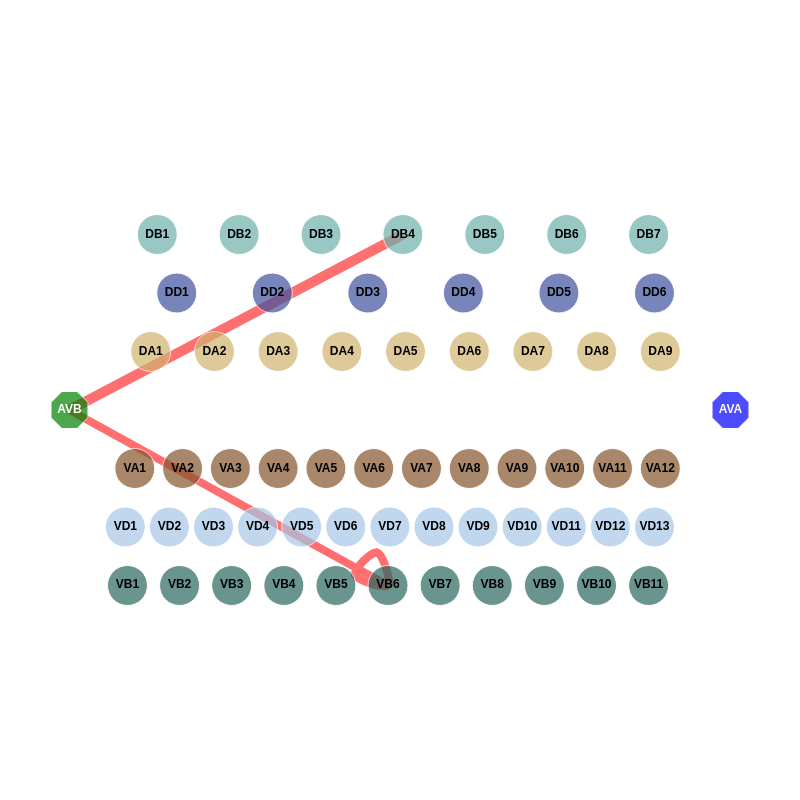 DB1 DB2 DB3 DB4 DB5 DB6 DB7
DD1 DD2 DD3 DD4 DD5 DD6
DA1 DA2 DA3 DA4 DA5 DA6 DA7 DA8 DA9
AVB AVA
VA1 VA2 VA3 VA4 VA5 VA6 VA7 VA8 VA9 VA10 VA11 VA12
VD1 VD2 VD3 VD4 VD5 VD6 VD7 VD8 VD9 VD10 VD11 VD12 VD13
VB1 VB2 VB3 VB4 VB5 VB6 VB7 VB8 VB9 VB10 VB11